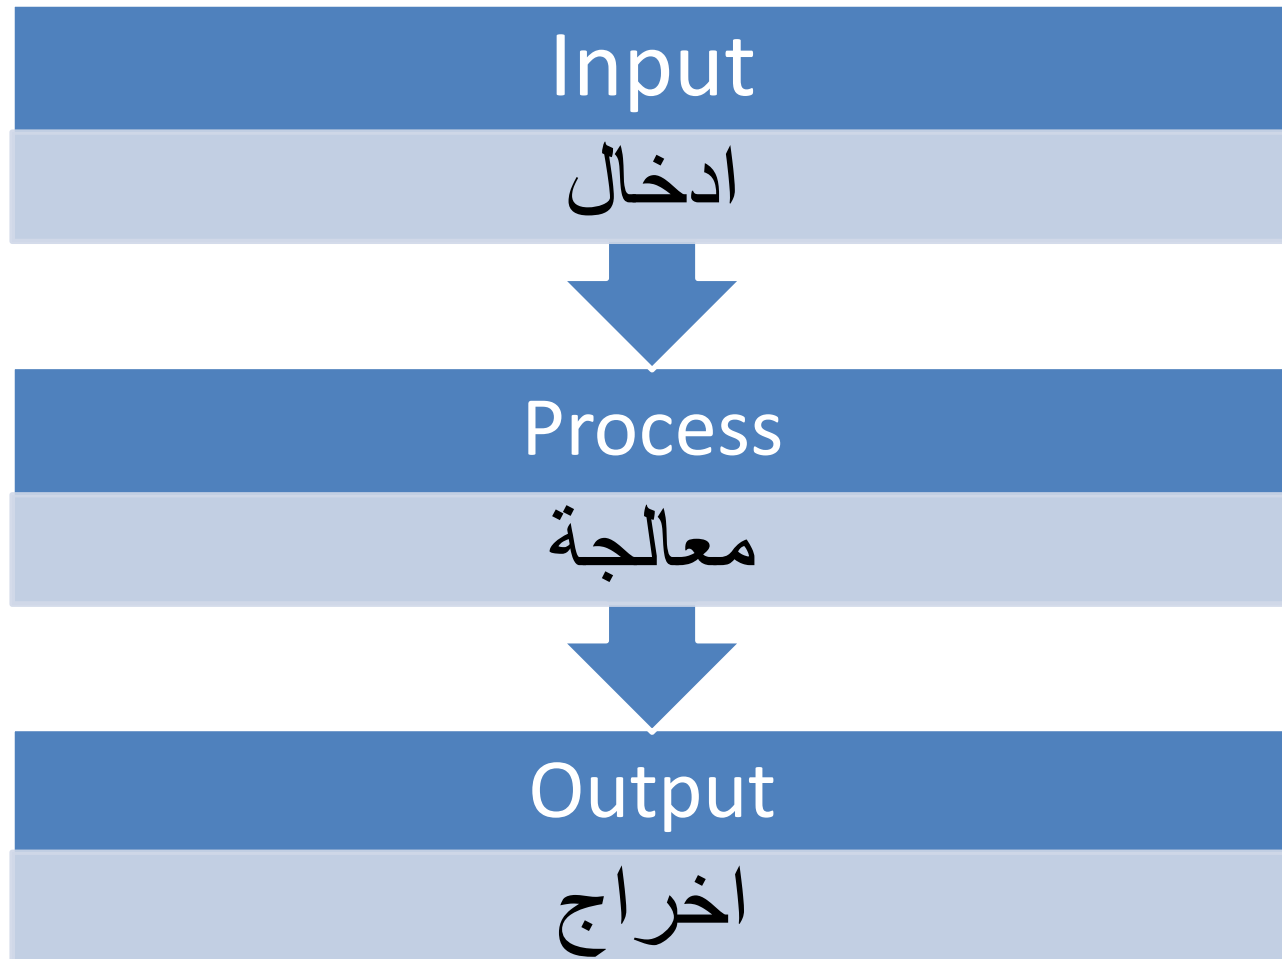 Input
ادخال
Process
معالجة
Output
اخراج